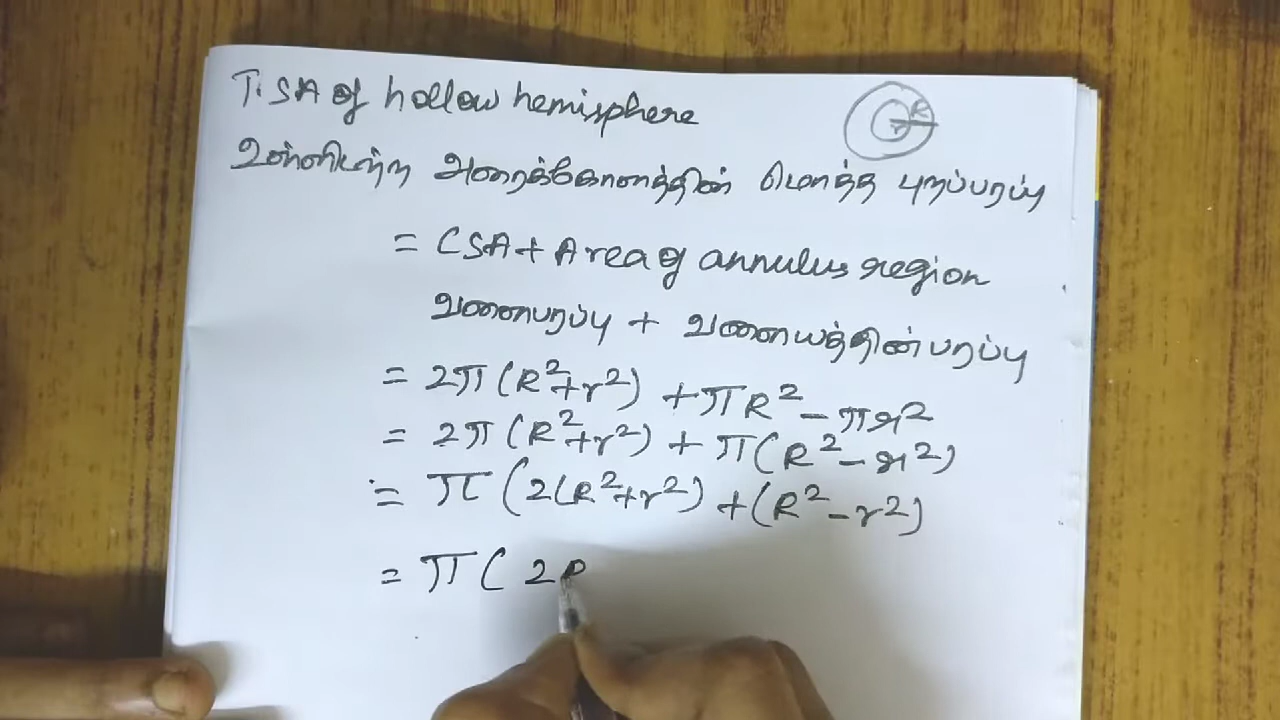 T.SA of hollow hemisphere
R
r
உள்ளீடற்ற அரைக்கோளத்தின் மொத்த புறப்பரப்பு
= CSA + Area of annulus region
வளைபரப்பு + வளையத்தின் பரப்பு
= 2π (R²+r²) + πR² - πr²
= 2π (R²+r²) + π(R² - r²)
= π (2(R²+r²) + (R² - r²)
= π ( 2R